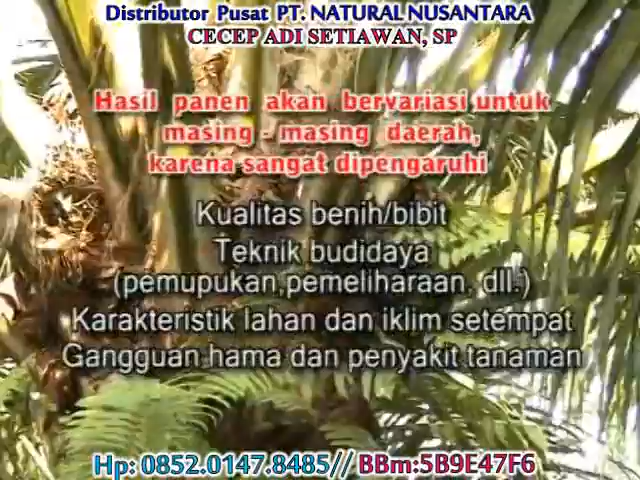 Distributor Pusat PT. NATURAL NUSANTARA
CECEP ADI SETIAWAN, SP
Hasil panen akan bervariasi untuk
masing - masing daerah,
karena sangat dipengaruhi
Kualitas benih/bibit
Teknik budidaya
(pemupukan,pemeliharaan, dll.)
Karakteristik lahan dan iklim setempat
Gangguan hama dan penyakit tanaman
Hp: 0852.0147.8485// BBm:5B9E47F6